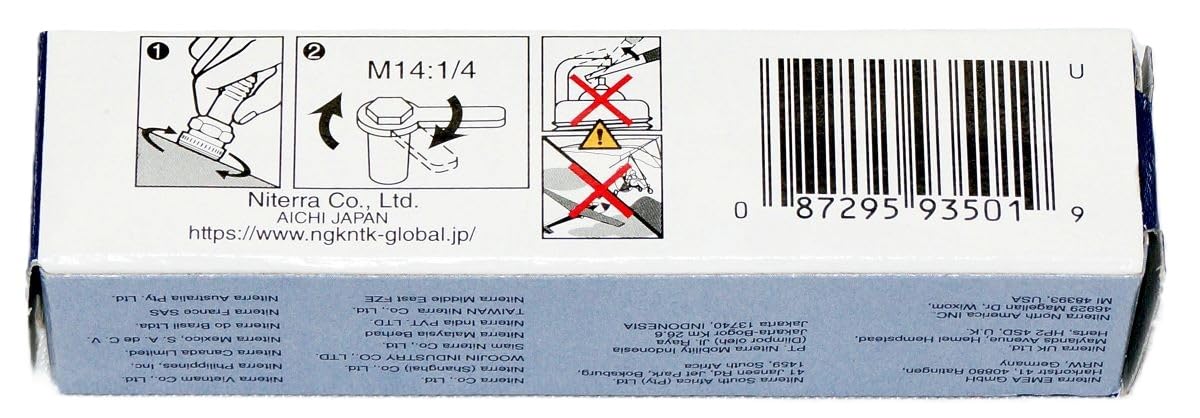 1
2
M14:1/4
Niterra Co., Ltd.
AICHI JAPAN
https://www.ngkntk-global.jp/
U
0 87295 93501 9
Niterra EMEA GmbH
Harkortstr 41, 40880 Ratingen,
NRW, Germany
Niterra UK Ltd.
Maylands Avenue, Hemel Hempstead,
Herts, HP2 4SD, U.K.
Niterra North America INC.
46929 Magellan Dr. Wixom,
MI 48393, USA
Niterra South Africa (Pty) Ltd
41 Jansen Rd, Jet Park, Boksburg,
1459, South Africa
PT. Niterra Mobility Indonesia
(Diimpor oleh) Jl. Raya
Jakarta-Bogor Km 26.6
Jakarta 13740, INDONESIA
Niterra (Shanghai) Co., Ltd.
WOOJIN INDUSTRY CO., LTD.
Siam Niterra Co., Ltd.
Niterra Malaysia Berhad
Niterra India PVT. LTD
TAIWAN Niterra Co., Ltd.
Niterra Middle East FZE
Niterra Vietnam Co., Ltd.
Niterra Philippines, Inc.
Niterra Canada Limited
Niterra Mexico, S. A. de C. V.
Niterra do Brasil Ltda.
Niterra France SAS
Niterra Australia Pty. Ltd.